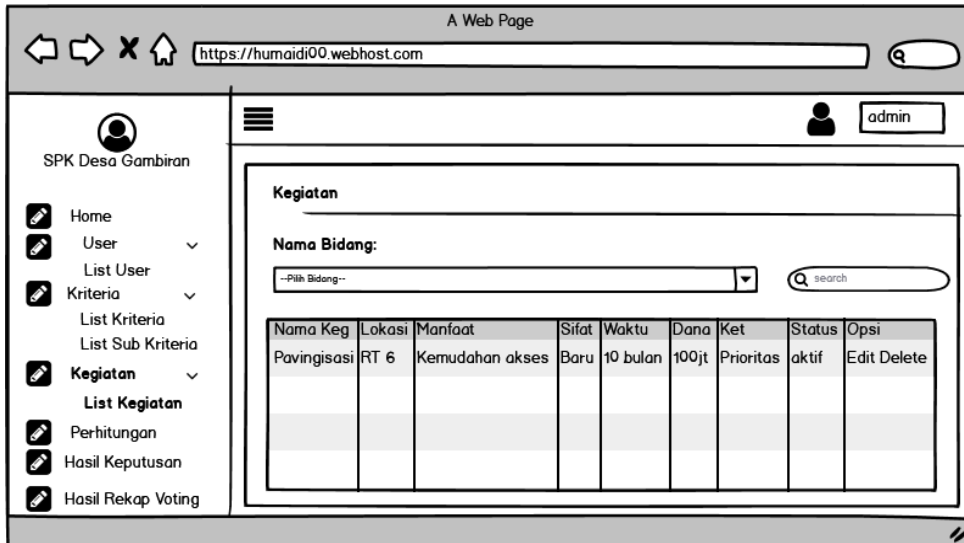 A Web Page
https://humaidi00.webhost.com
admin
SPK Desa Gambiran
Home
User
List User
Kriteria
List Kriteria
List Sub Kriteria
Kegiatan
List Kegiatan
Perhitungan
Hasil Keputusan
Hasil Rekap Voting
Kegiatan
Nama Bidang:
--Pilih Bidang--
search
Nama Keg Lokasi Manfaat Sifat Waktu Dana Ket Status Opsi
Pavingisasi RT 6 Kemudahan akses Baru 10 bulan 100jt Prioritas aktif Edit Delete